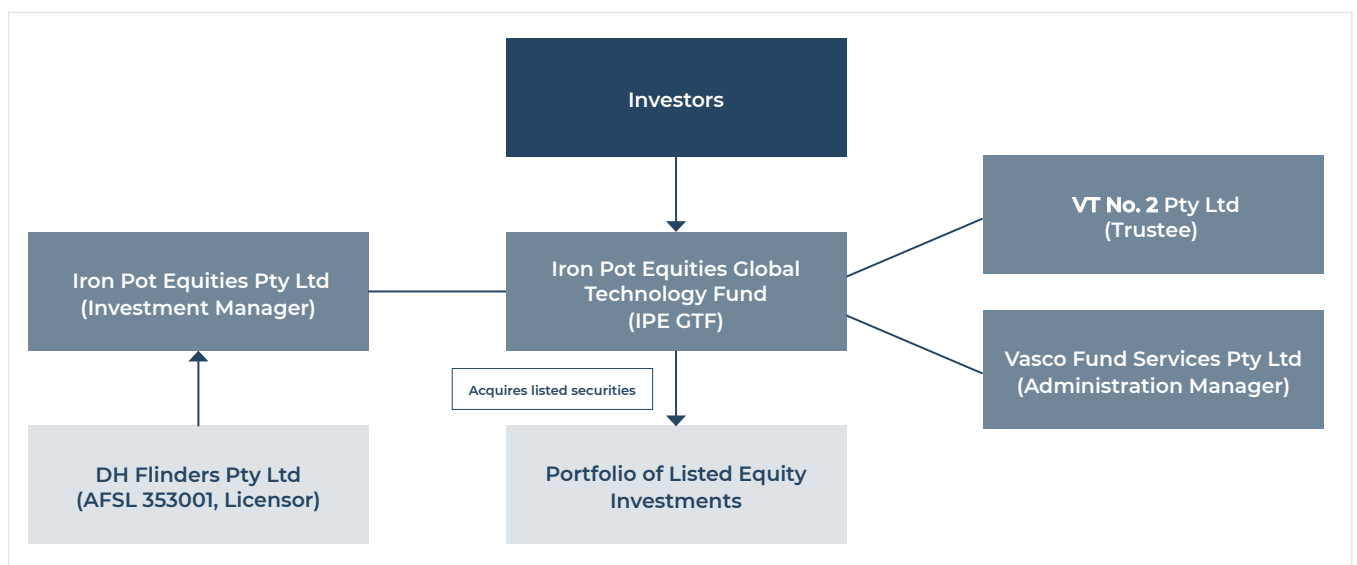 Investors
VT No. 2 Pty Ltd
(Trustee)
Iron Pot Equities Pty Ltd
(Investment Manager)
Iron Pot Equities Global
Technology Fund
(IPE GTF)
Vasco Fund Services Pty Ltd
(Administration Manager)
Acquires listed securities
DH Flinders Pty Ltd
(AFSL 353001, Licensor)
Portfolio of Listed Equity
Investments